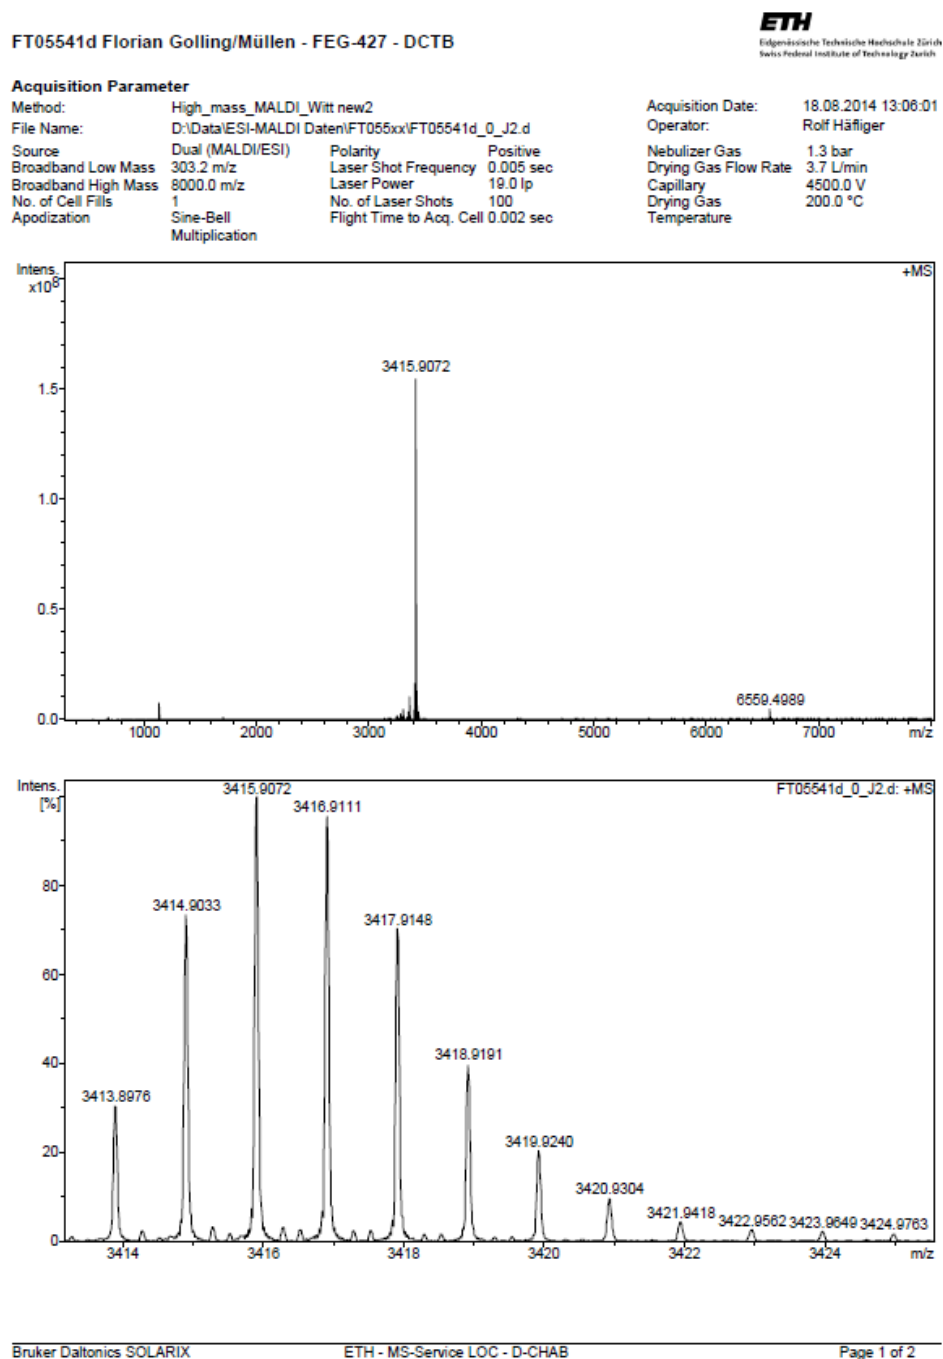 ETH
Eidgenössische Technische Hochschule Zürich
Swiss Federal Institute of Technology Zurich
FT05541d Florian Golling/Müllen - FEG-427 - DCTB
Acquisition Parameter
Method: High_mass_MALDI_Witt new2 Acquisition Date: 18.08.2014 13:06:01
File Name: D:\Data\ESI-MALDI Daten\FT055xx\FT05541d_0_J2.d Operator: Rolf Häfliger
Source Dual (MALDI/ESI) Polarity Positive Nebulizer Gas 1.3 bar
Broadband Low Mass 303.2 m/z Laser Shot Frequency 0.005 sec Drying Gas Flow Rate 3.7 L/min
Broadband High Mass 8000.0 m/z Laser Power 19.0 lp Capillary 4500.0 V
No. of Cell Fills 1 No. of Laser Shots 100 Drying Gas 200.0 °C
Apodization Sine-Bell Flight Time to Acq. Cell 0.002 sec Temperature
Multiplication
Intens. +MS
x10⁸
3415.9072
1.5
1.0
0.5
6559.4989
0.0
1000 2000 3000 4000 5000 6000 7000 m/z
Intens. 3415.9072 FT05541d_0_J2.d: +MS
[%] 3416.9111
80
3414.9033 3417.9148
60
40
3418.9191
3413.8976
20
3419.9240
3420.9304
3421.9418 3422.9562 3423.9649 3424.9763
0
3414 3416 3418 3420 3422 3424 m/z
Bruker Daltonics SOLARIX ETH - MS-Service LOC - D-CHAB Page 1 of 2